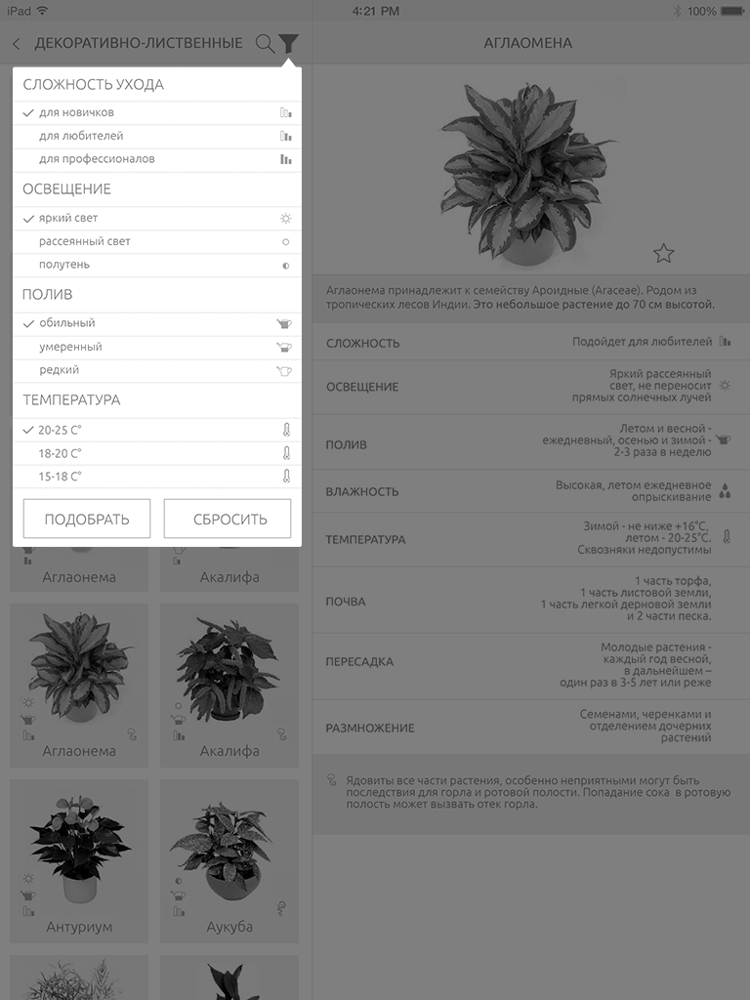 iPad
4:21 PM
100%
ДЕКОРАТИВНО-ЛИСТВЕННЫЕ
СЛОЖНОСТЬ УХОДА
для новичков
для любителей
для профессионалов
ОСВЕЩЕНИЕ
яркий свет
рассеянный свет
полутень
ПОЛИВ
обильный
умеренный
редкий
ТЕМПЕРАТУРА
20-25 C°
18-20 C°
15-18 C°
ПОДОБРАТЬ
СБРОСИТЬ
Аглаонема
Акалифа
Аглаонема
Акалифа
Антуриум
Аукуба
АГЛАОМЕНА
Аглаонема принадлежит к семейству Ароидные (Araceae). Родом из
тропических лесов Индии. Это небольшое растение до 70 см высотой.
СЛОЖНОСТЬ
Подойдет для любителей
ОСВЕЩЕНИЕ
Яркий рассеянный
свет, не переносит
прямых солнечных лучей
ПОЛИВ
Летом и весной -
ежедневный, осенью и зимой -
2-3 раза в неделю
ВЛАЖНОСТЬ
Высокая, летом ежедневное
опрыскивание
ТЕМПЕРАТУРА
Зимой - не ниже +16°C,
летом - 20-25°C.
Сквозняки недопустимы
ПОЧВА
1 часть торфа,
1 часть листовой земли,
1 часть легкой дерновой земли
и 2 части песка.
ПЕРЕСАДКА
Молодые растения -
каждый год весной,
в дальнейшем –
один раз в 3-5 лет или реже
РАЗМНОЖЕНИЕ
Семенами, черенками и
отделением дочерних
растений
Ядовиты все части растения, особенно неприятными могут быть
последствия для горла и ротовой полости. Попадание сока в ротовую
полость может вызвать отек горла.